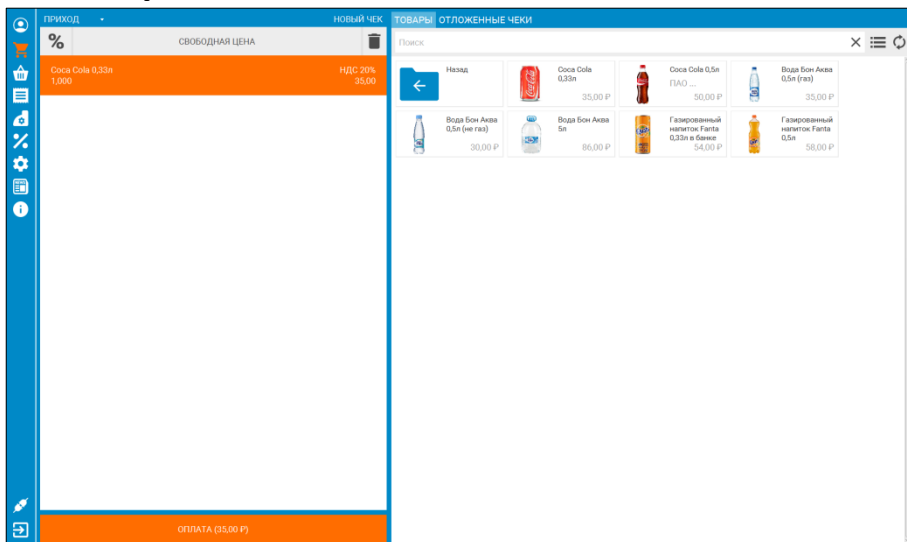 ПРИХОД
НОВЫЙ ЧЕК
ТОВАРЫ
ОТЛОЖЕННЫЕ ЧЕКИ
%
СВОБОДНАЯ ЦЕНА
Поиск
Coca Cola 0,33л
НДС 20%
1,000
35,00
Назад
Coca Cola
0,33л
35,00 ₽
Coca Cola 0,5л
ПАО ...
50,00 ₽
Вода Бон Аква
0,5л (газ)
35,00 ₽
Вода Бон Аква
0,5л (не газ)
30,00 ₽
Вода Бон Аква
5л
86,00 ₽
Газированный
напиток Fanta
0,33л в банке
54,00 ₽
Газированный
напиток Fanta
0,5л
58,00 ₽
ОПЛАТА (35,00 ₽)